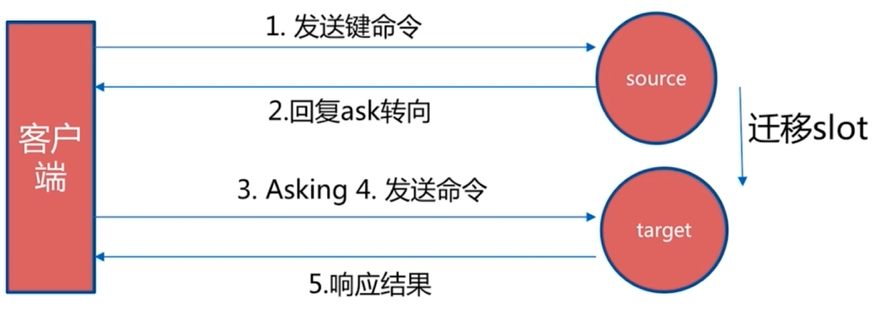 1. 发送键命令
source
2.回复ask转向
客户
端
迁移slot
3. Asking 4. 发送命令
target
5.响应结果